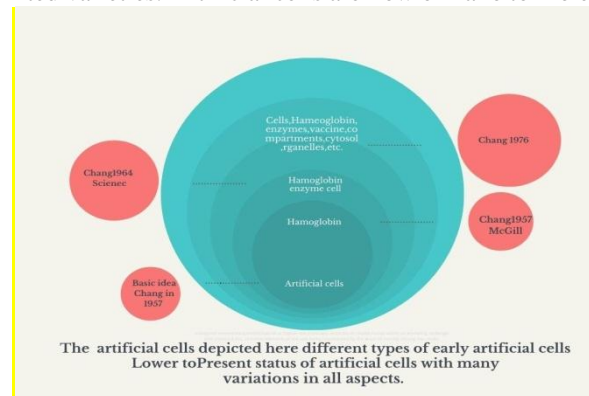 Cells,Hameoglobin,
enzymes,vaccine,co
mpartments,cytosol
,rganelles,etc.
Chang 1976
Chang1964
Scienec
Hamoglobin
enzyme cell
Hamoglobin
Chang1957
McGill
Basic idea
Chang in
1957
Artificial cells
The artificial cells depicted here different types of early artificial cells
Lower toPresent status of artificial cells with many
variations in all aspects.